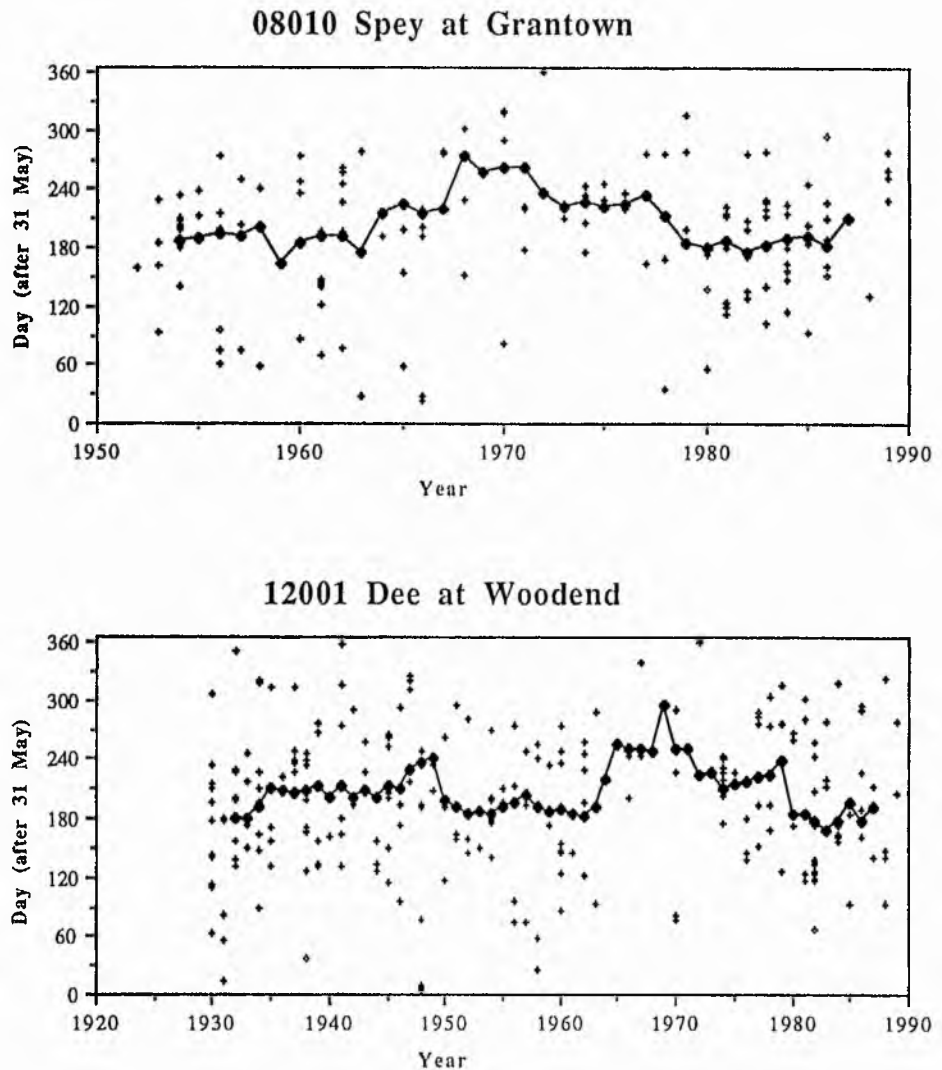 08010 Spey at Grantown
360
300
240
180
120
60
0
Day (after 31 May)
1950 1960 1970 1980 1990
Year
12001 Dee at Woodend
360
300
240
180
120
60
0
Day (after 31 May)
1920 1930 1940 1950 1960 1970 1980 1990
Year